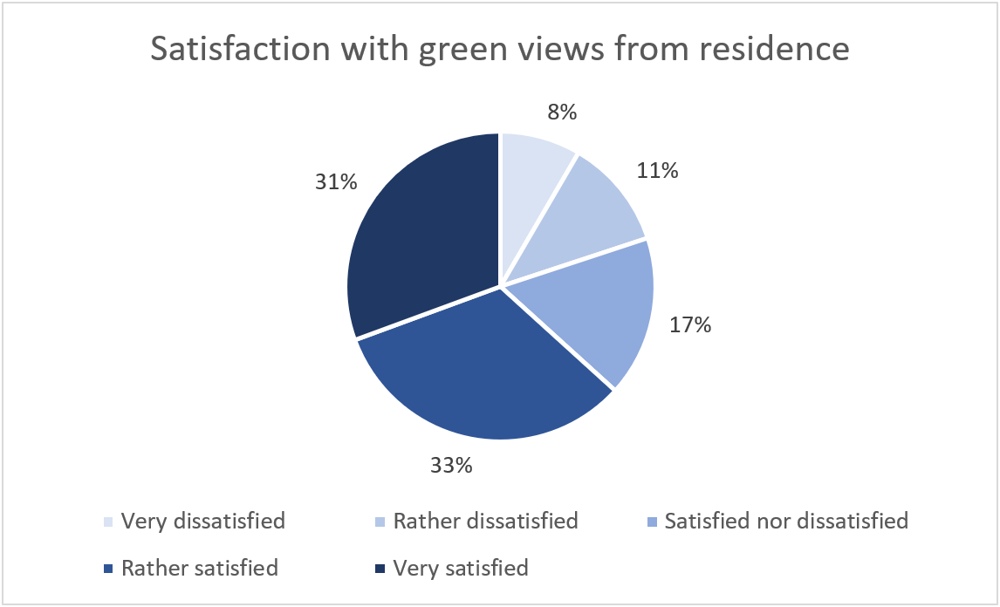 Satisfaction with green views from residence
8%
11%
31%
17%
33%
Very dissatisfied
Rather dissatisfied
Satisfied nor dissatisfied
Rather satisfied
Very satisfied